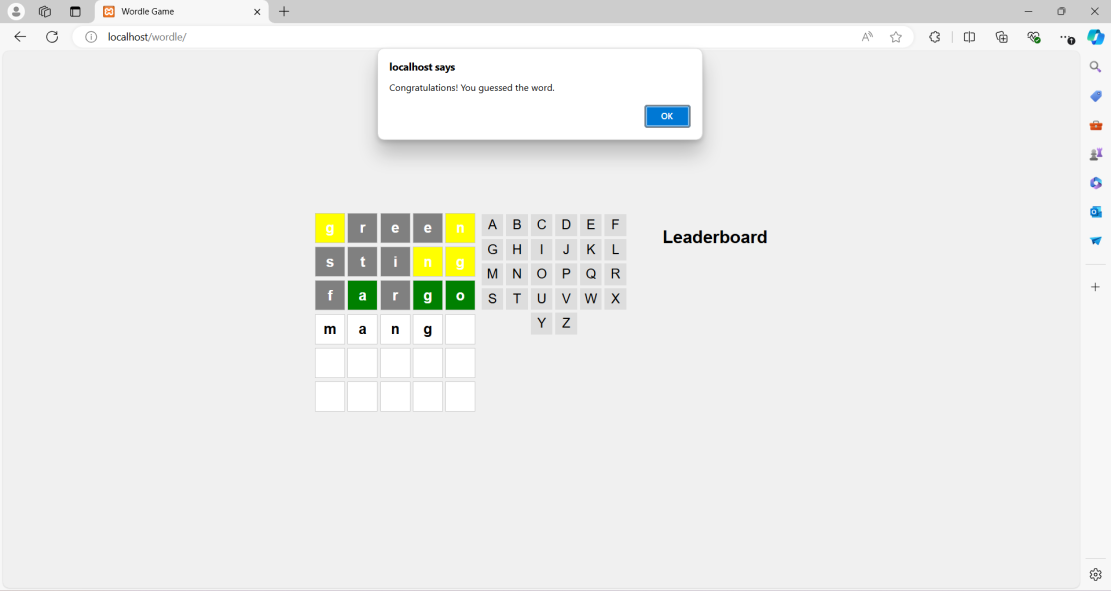 Wordle Game
localhost/wordle/
localhost says
Congratulations! You guessed the word.
OK
g r e e n
s t i n g
f a r g o
m a n g
A B C D E F
G H I J K L
M N O P Q R
S T U V W X
Y Z
Leaderboard